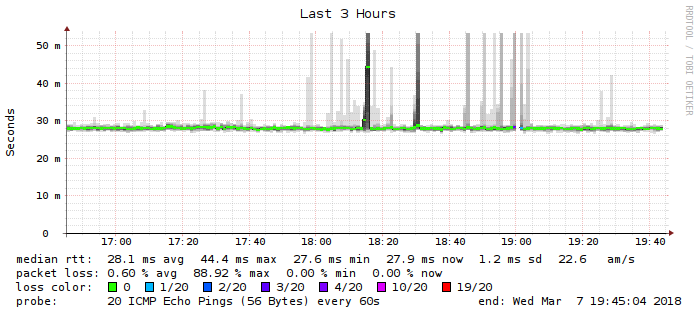 Last 3 Hours
RRDTOOL / TOBI OETIKER
Seconds
50 m
40 m
30 m
20 m
10 m
0
17:00 17:20 17:40 18:00 18:20 18:40 19:00 19:20 19:40
median rtt: 28.1 ms avg 44.4 ms max 27.6 ms min 27.9 ms now 1.2 ms sd 22.6 am/s
packet loss: 0.60 % avg 88.92 % max 0.00 % min 0.00 % now
loss color: 0 1/20 2/20 3/20 4/20 10/20 19/20
probe: 20 ICMP Echo Pings (56 Bytes) every 60s end: Wed Mar 7 19:45:04 2018